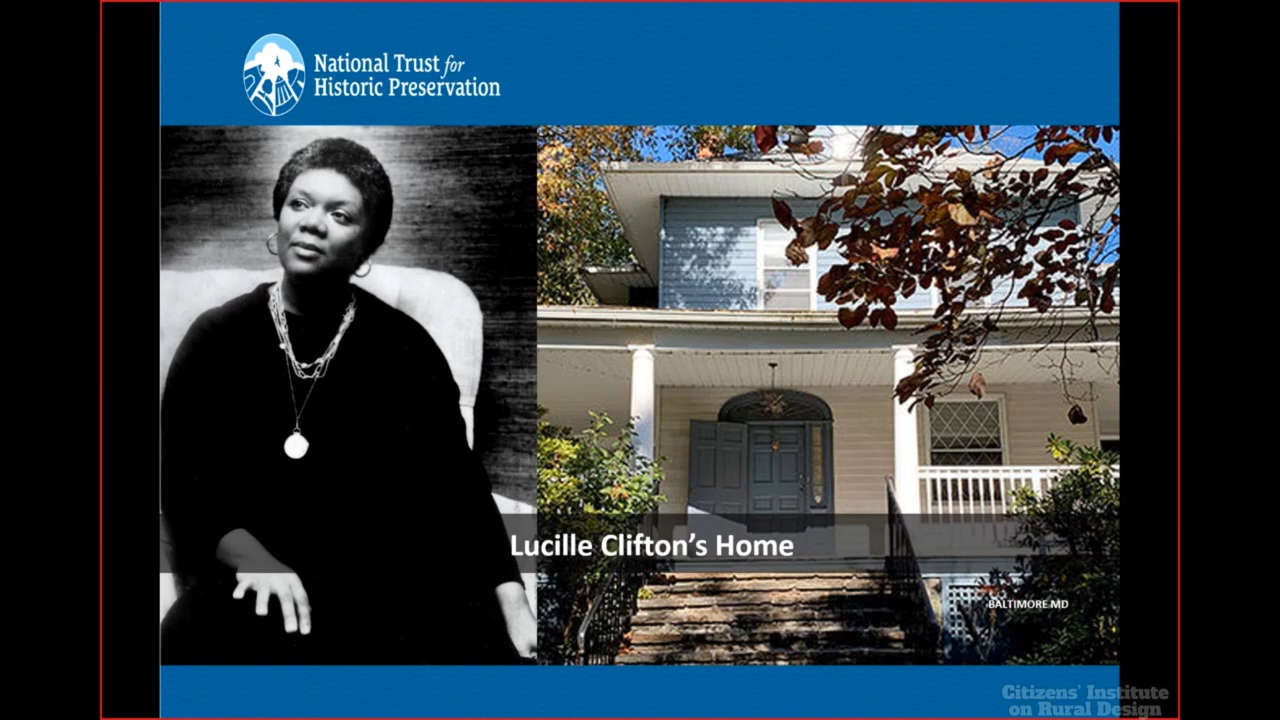 National Trust for
Historic Preservation
Lucille Clifton’s Home
BALTIMORE MD
Citizens' Institute
on Rural Design